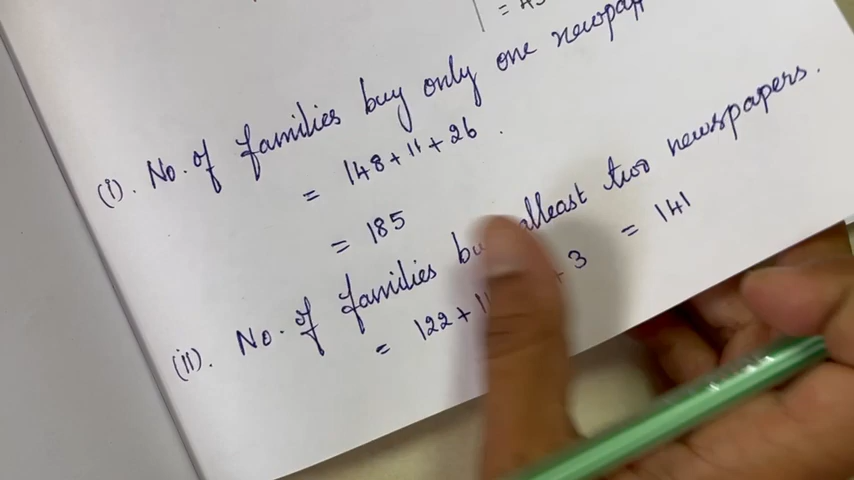 = 45
(i). No. of families buy only one
= 148 + 11 + 26 .
= 185
(ii). No. of families atleast two newspapers.
= 122 + + 3 = 141